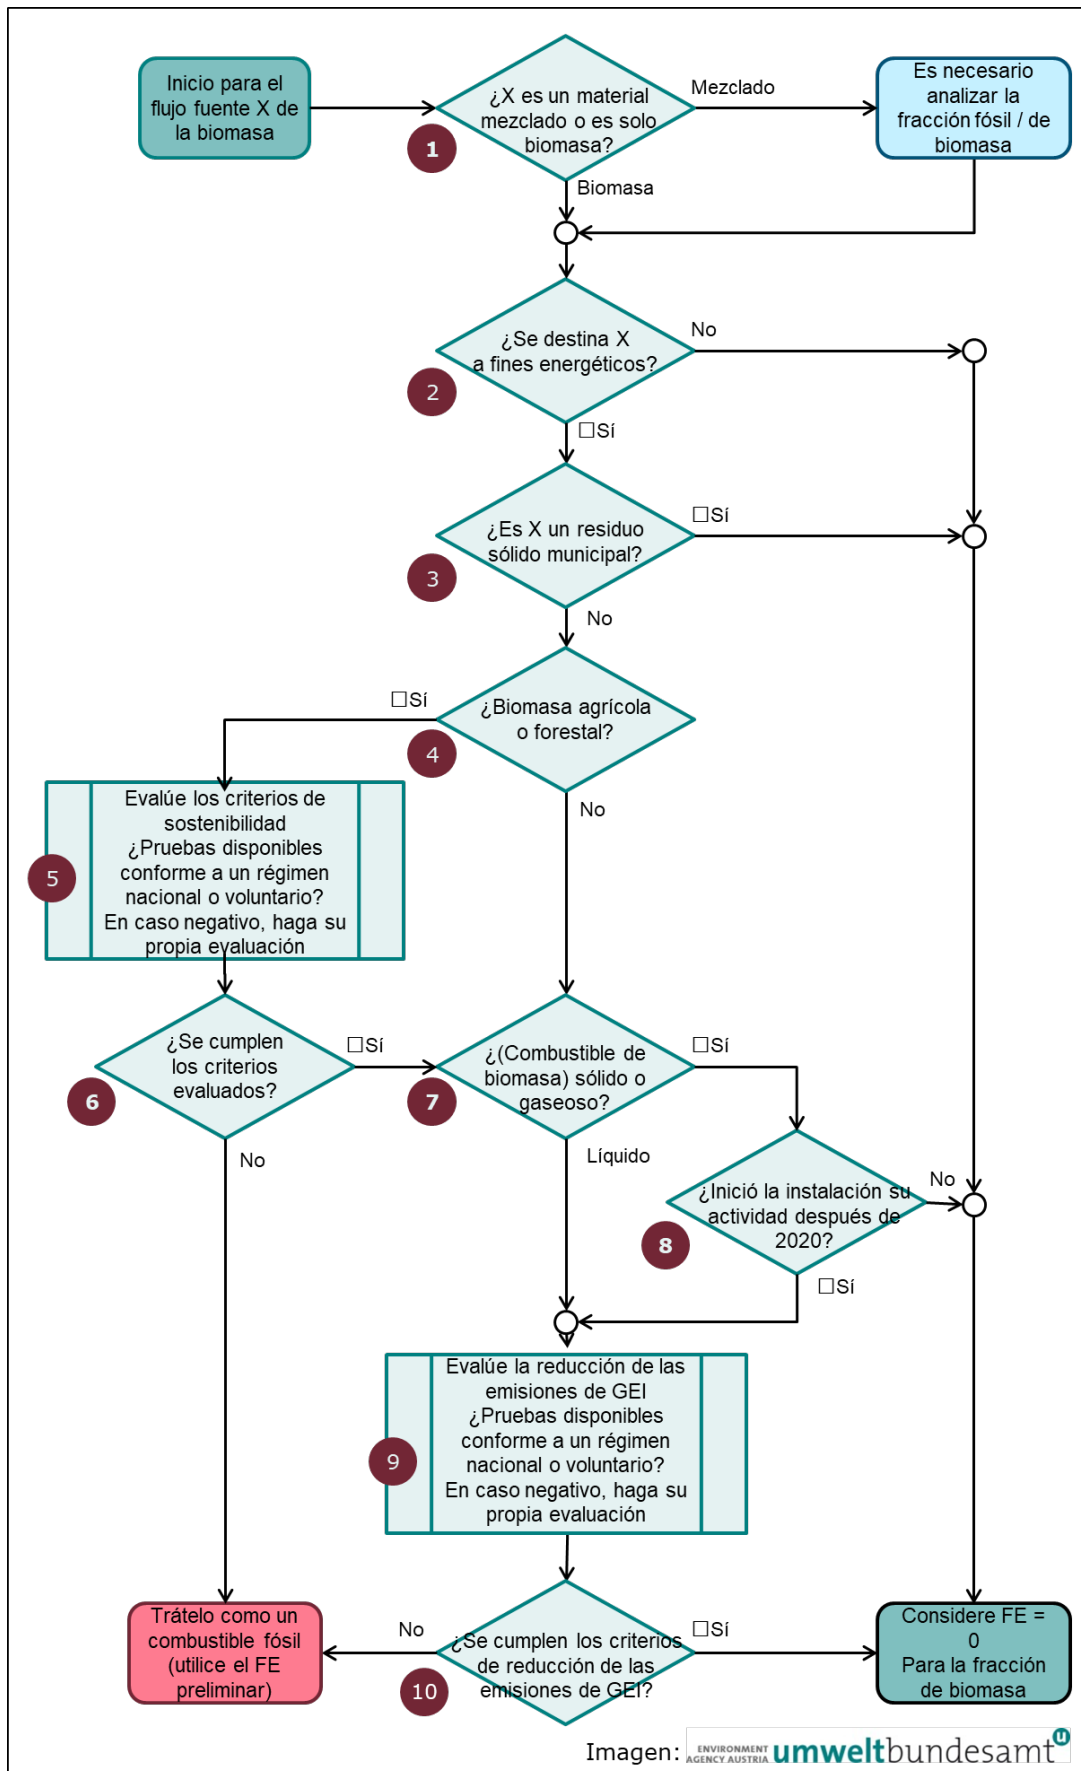 Inicio para el
flujo fuente X de
la biomasa
¿X es un material
mezclado o es solo
biomasa?
1
Mezclado
Es necesario
analizar la
fracción fósil / de
biomasa
Biomasa
¿Se destina X
a fines energéticos?
2
No
☐Sí
¿Es X un residuo
sólido municipal?
3
☐Sí
No
¿Biomasa agrícola
o forestal?
4
☐Sí
No
Evalúe los criterios de
sostenibilidad
¿Pruebas disponibles
conforme a un régimen
nacional o voluntario?
En caso negativo, haga su
propia evaluación
5
¿Se cumplen
los criterios
evaluados?
6
☐Sí
No
¿(Combustible de
biomasa) sólido o
gaseoso?
7
☐Sí
Líquido
¿Inició la instalación su
actividad después de
2020?
8
No
☐Sí
Evalúe la reducción de las
emisiones de GEI
¿Pruebas disponibles
conforme a un régimen
nacional o voluntario?
En caso negativo, haga su
propia evaluación
9
Trátelo como un
combustible fósil
(utilice el FE
preliminar)
No
¿Se cumplen los criterios
de reducción de las
emisiones de GEI?
10
☐Sí
Considere FE =
0
Para la fracción
de biomasa
Imagen:
ENVIRONMENT
AGENCY AUSTRIA
umweltbundesamt
u